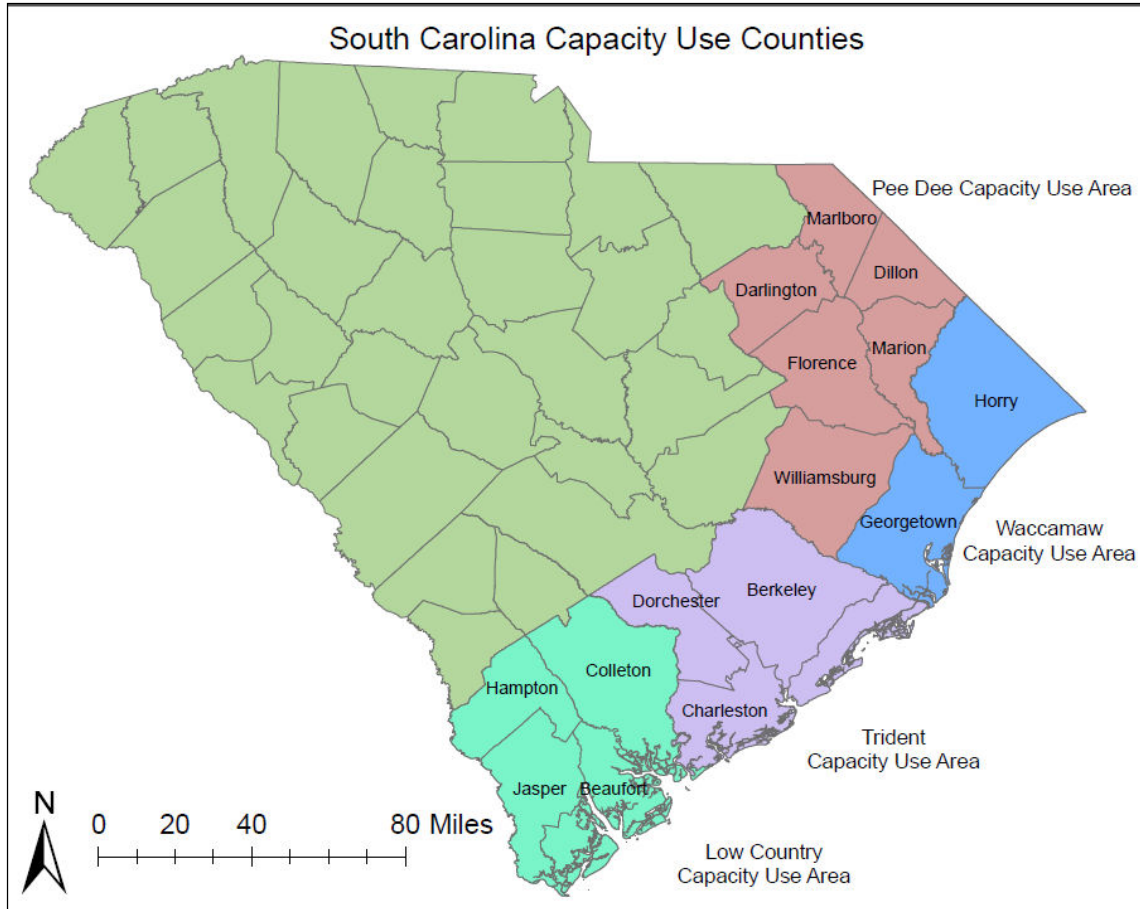 South Carolina Capacity Use Counties
Pee Dee Capacity Use Area
Marlboro
Dillon
Darlington
Florence
Marion
Horry
Williamsburg
Georgetown
Waccamaw
Capacity Use Area
Berkeley
Dorchester
Colleton
Hampton
Charleston
Trident
Capacity Use Area
Jasper
Beaufort
N
0 20 40 80 Miles
Low Country
Capacity Use Area